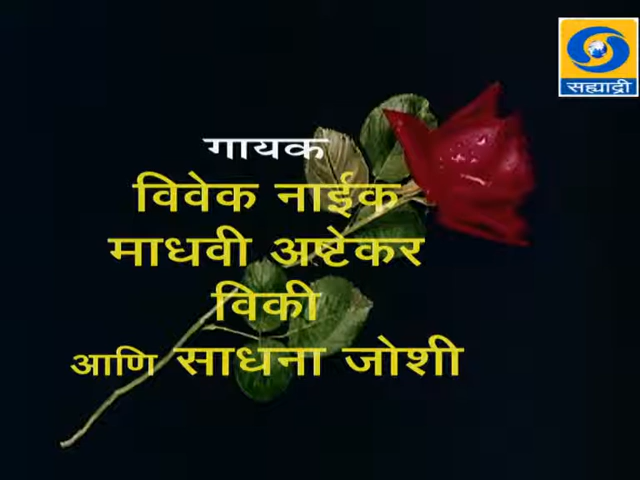 सह्याद्री
गायक
विवेक नाईक
माधवी अष्टेकर
विकी
आणि साधना जोशी